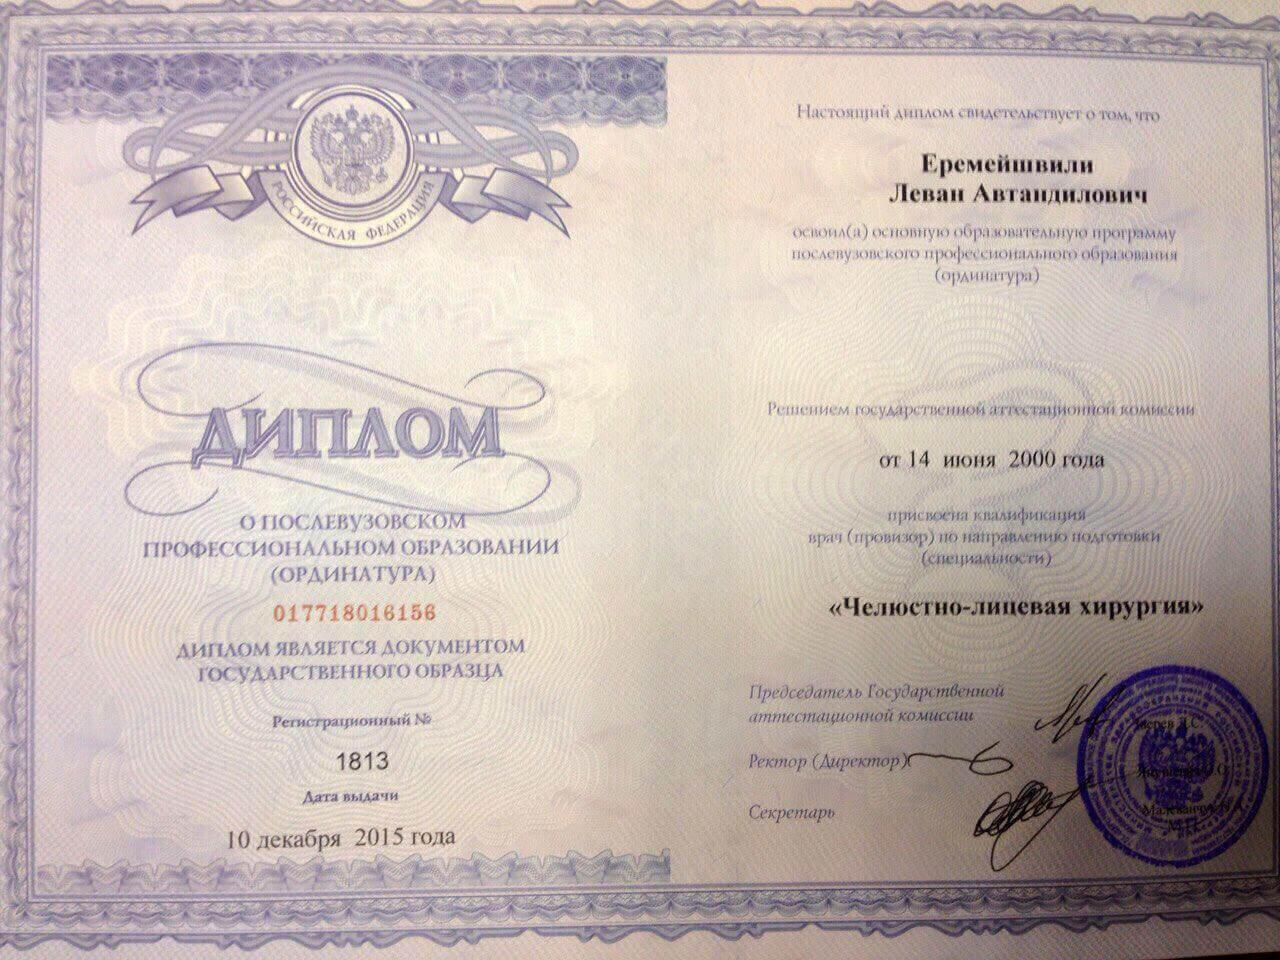 РОССИЙСКАЯ ФЕДЕРАЦИЯ
ДИПЛОМ
О ПОСЛЕВУЗОВСКОМ
ПРОФЕССИОНАЛЬНОМ ОБРАЗОВАНИИ
(ОРДИНАТУРА)
017718016156
ДИПЛОМ ЯВЛЯЕТСЯ ДОКУМЕНТОМ
ГОСУДАРСТВЕННОГО ОБРАЗЦА
Регистрационный №
1813
Дата выдачи
10 декабря 2015 года
Настоящий диплом свидетельствует о том, что
Еремейшвили
Леван Автандилович
освоил(а) основную образовательную программу
послевузовского профессионального образования
(ординатура)
Решением государственной аттестационной комиссии
от 14 июня 2000 года
присвоена квалификация
врач (провизор) по направлению подготовки
(специальности)
«Челюстно-лицевая хирургия»
Председатель Государственной
аттестационной комиссии
Ректор (Директор)
Секретарь
М.П.